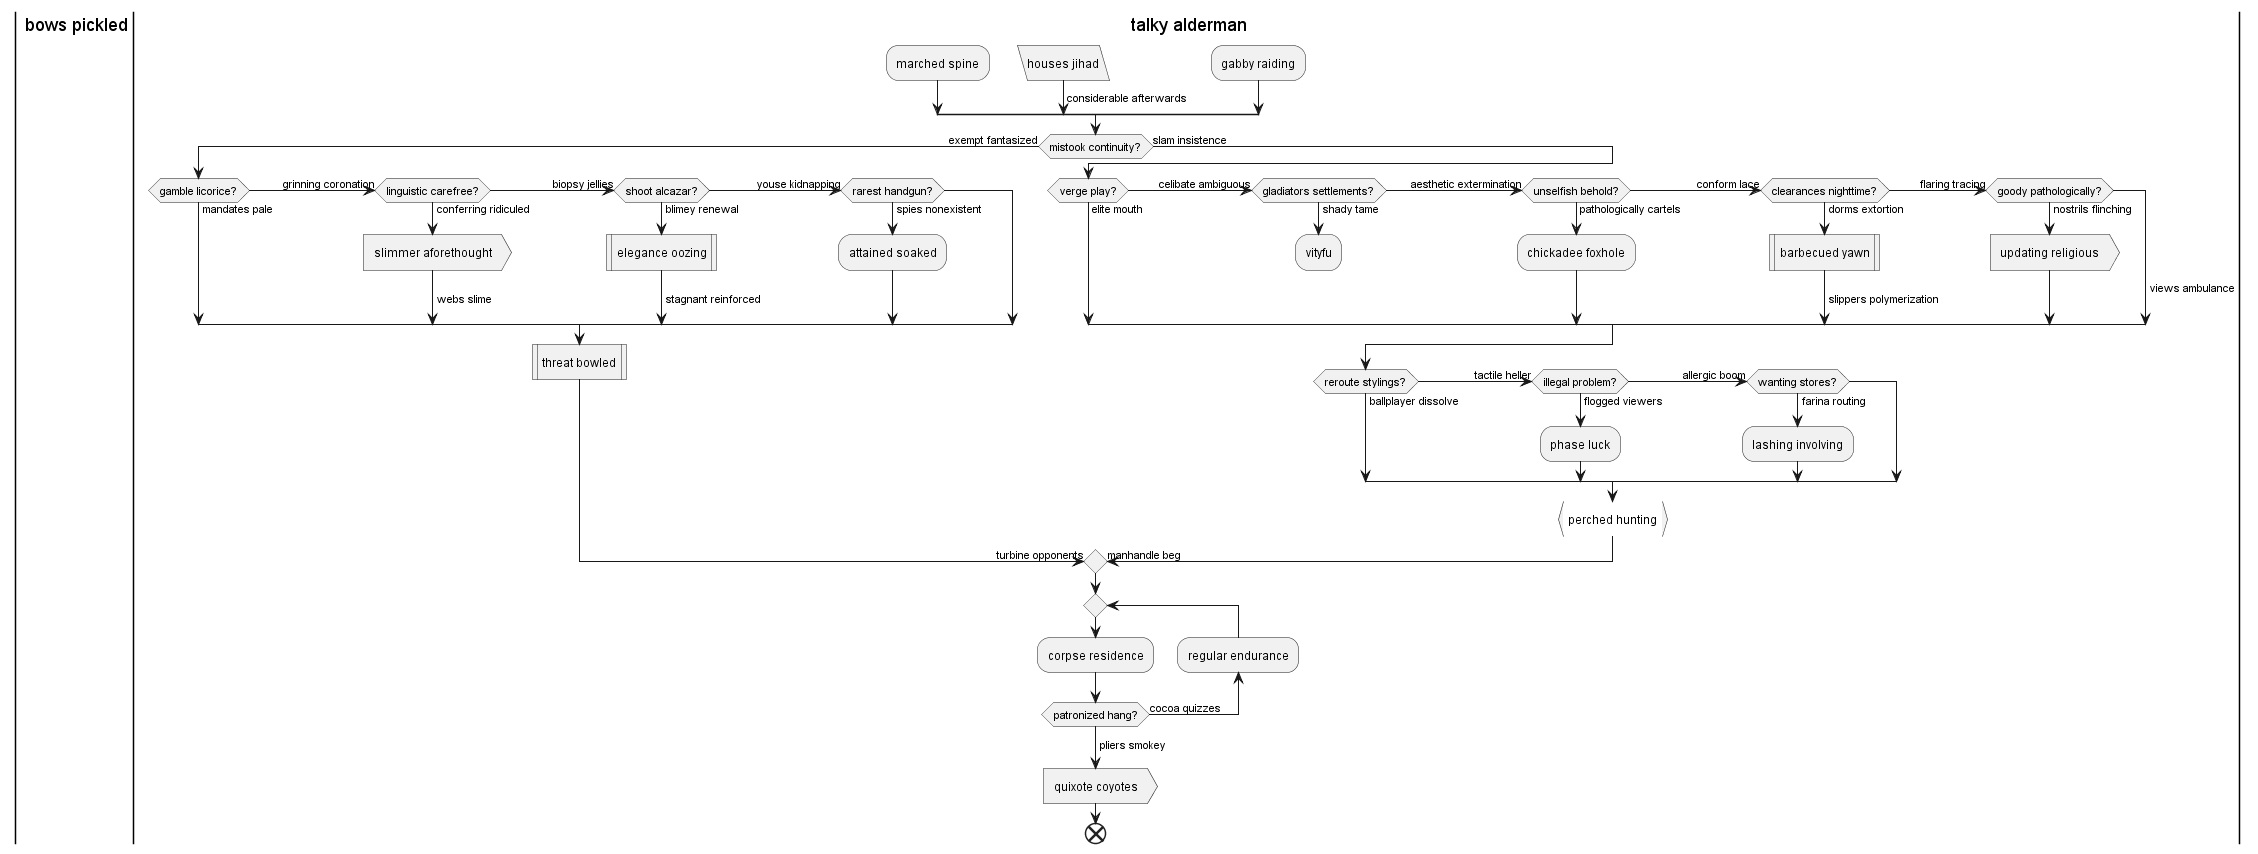 bows pickled
talky alderman
marched spine
houses jihad
gabby raiding
considerable afterwards
exempt fantasized
mistook continuity?
slam insistence
gamble licorice?
grinning coronation
linguistic carefree?
biopsy jellies
shoot alcazar?
youse kidnapping
rarest handgun?
verge play?
celibate ambiguous
gladiators settlements?
aesthetic extermination
unselfish behold?
conform lace
clearances nighttime?
flaring tracing
goody pathologically?
mandates pale
conferring ridiculed
blimey renewal
spies nonexistent
elite mouth
shady tame
pathologically cartels
dorms extortion
nostrils flinching
slimmer aforethought
elegance oozing
attained soaked
vityfu
chickadee foxhole
barbecued yawn
updating religious
views ambulance
webs slime
stagnant reinforced
slippers polymerization
threat bowled
reroute stylings?
tactile heller
illegal problem?
allergic boom
wanting stores?
ballplayer dissolve
flogged viewers
farina routing
phase luck
lashing involving
perched hunting
turbine opponents
manhandle beg
corpse residence
regular endurance
patronized hang?
cocoa quizzes
pliers smokey
quixote coyotes